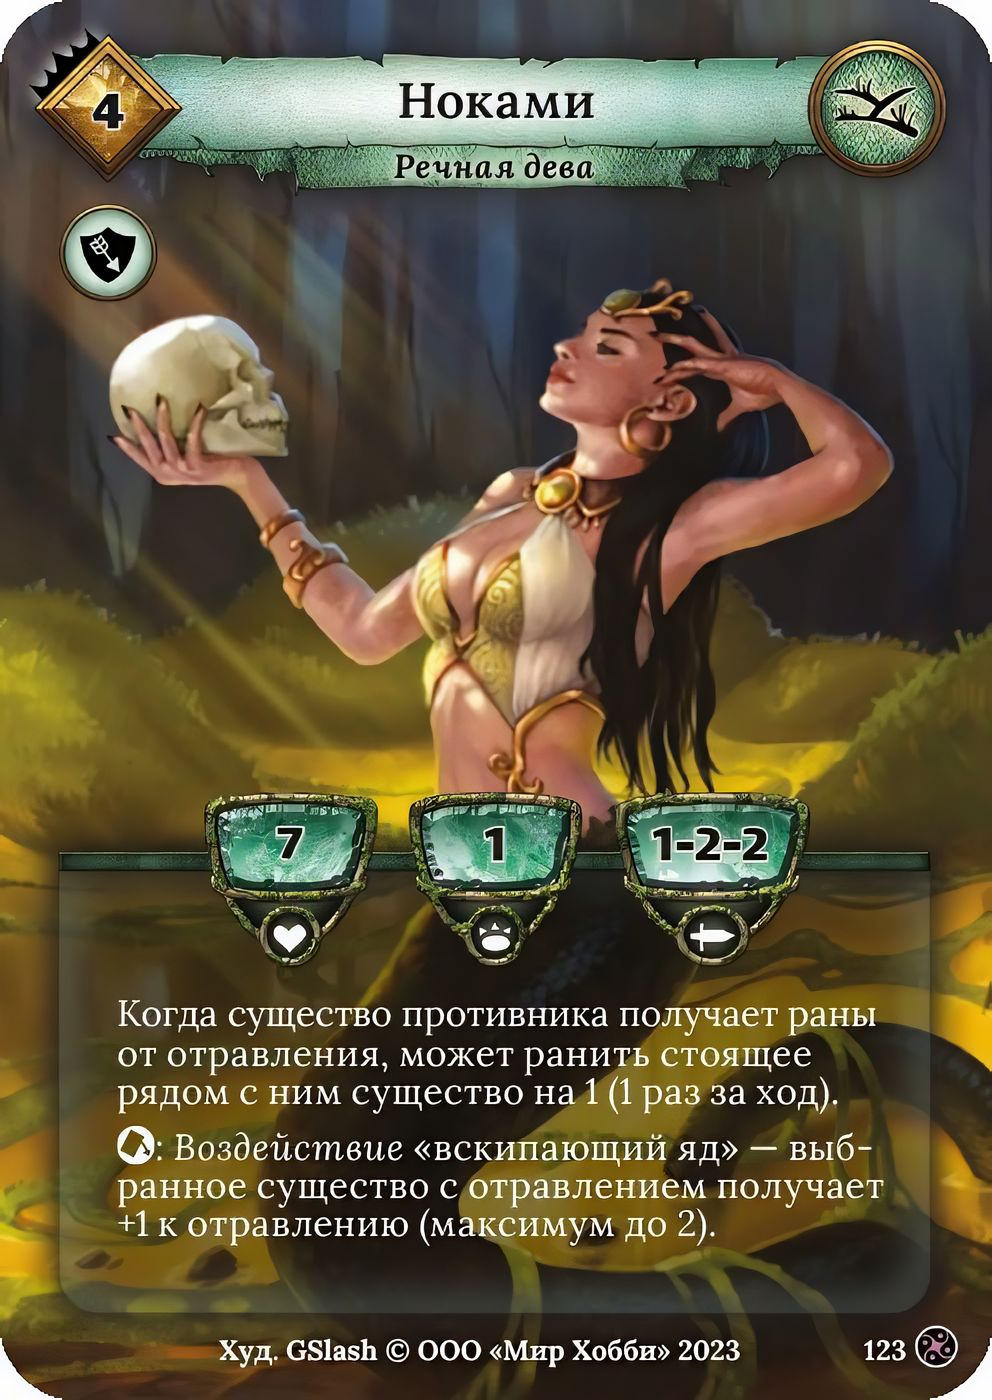 4
Ноками
Речная дева
7
1
1-2-2
Когда существо противника получает раны
от отравления, может ранить стоящее
рядом с ним существо на 1 (1 раз за ход).
: Воздействие «вскипающий яд» — выб-
ранное существо с отравлением получает
+1 к отравлению (максимум до 2).
Худ. GSlash © ООО «Мир Хобби» 2023
123